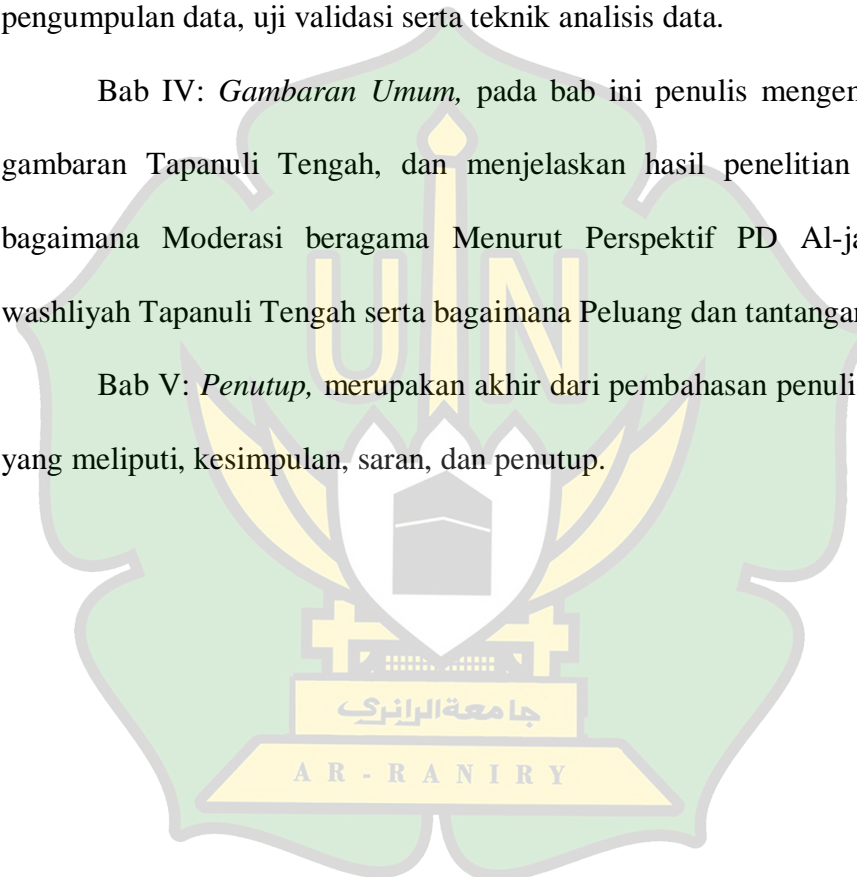 pengumpulan data, uji validasi serta teknik analisis data.
Bab IV: Gambaran Umum, pada bab ini penulis mengem
gambaran Tapanuli Tengah, dan menjelaskan hasil penelitian
bagaimana Moderasi beragama Menurut Perspektif PD Al-ja
washliyah Tapanuli Tengah serta bagaimana Peluang dan tantangan
Bab V: Penutup, merupakan akhir dari pembahasan penuli
yang meliputi, kesimpulan, saran, dan penutup.
UIN
جامعة الرانري
AR-RANIRY